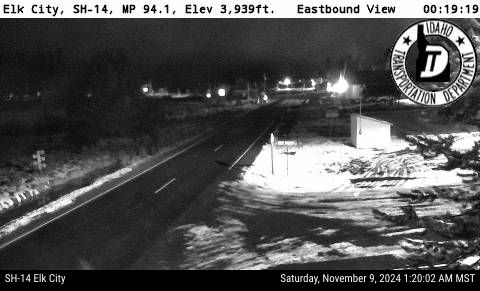 Elk City, SH-14, MP 94.1, Elev 3,939ft. Eastbound View 00:19:19
IDAHO
TRANSPORTATION DEPARTMENT
SH-14 Elk City Saturday, November 9, 2024 1:20:02 AM MST